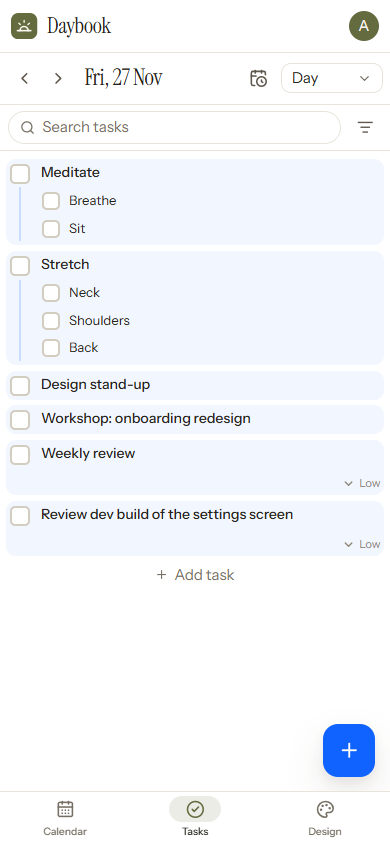 Daybook
A
Fri, 27 Nov
Day
Search tasks
Meditate
Breathe
Sit
Stretch
Neck
Shoulders
Back
Design stand-up
Workshop: onboarding redesign
Weekly review
Low
Review dev build of the settings screen
Low
+ Add task
Calendar
Tasks
Design